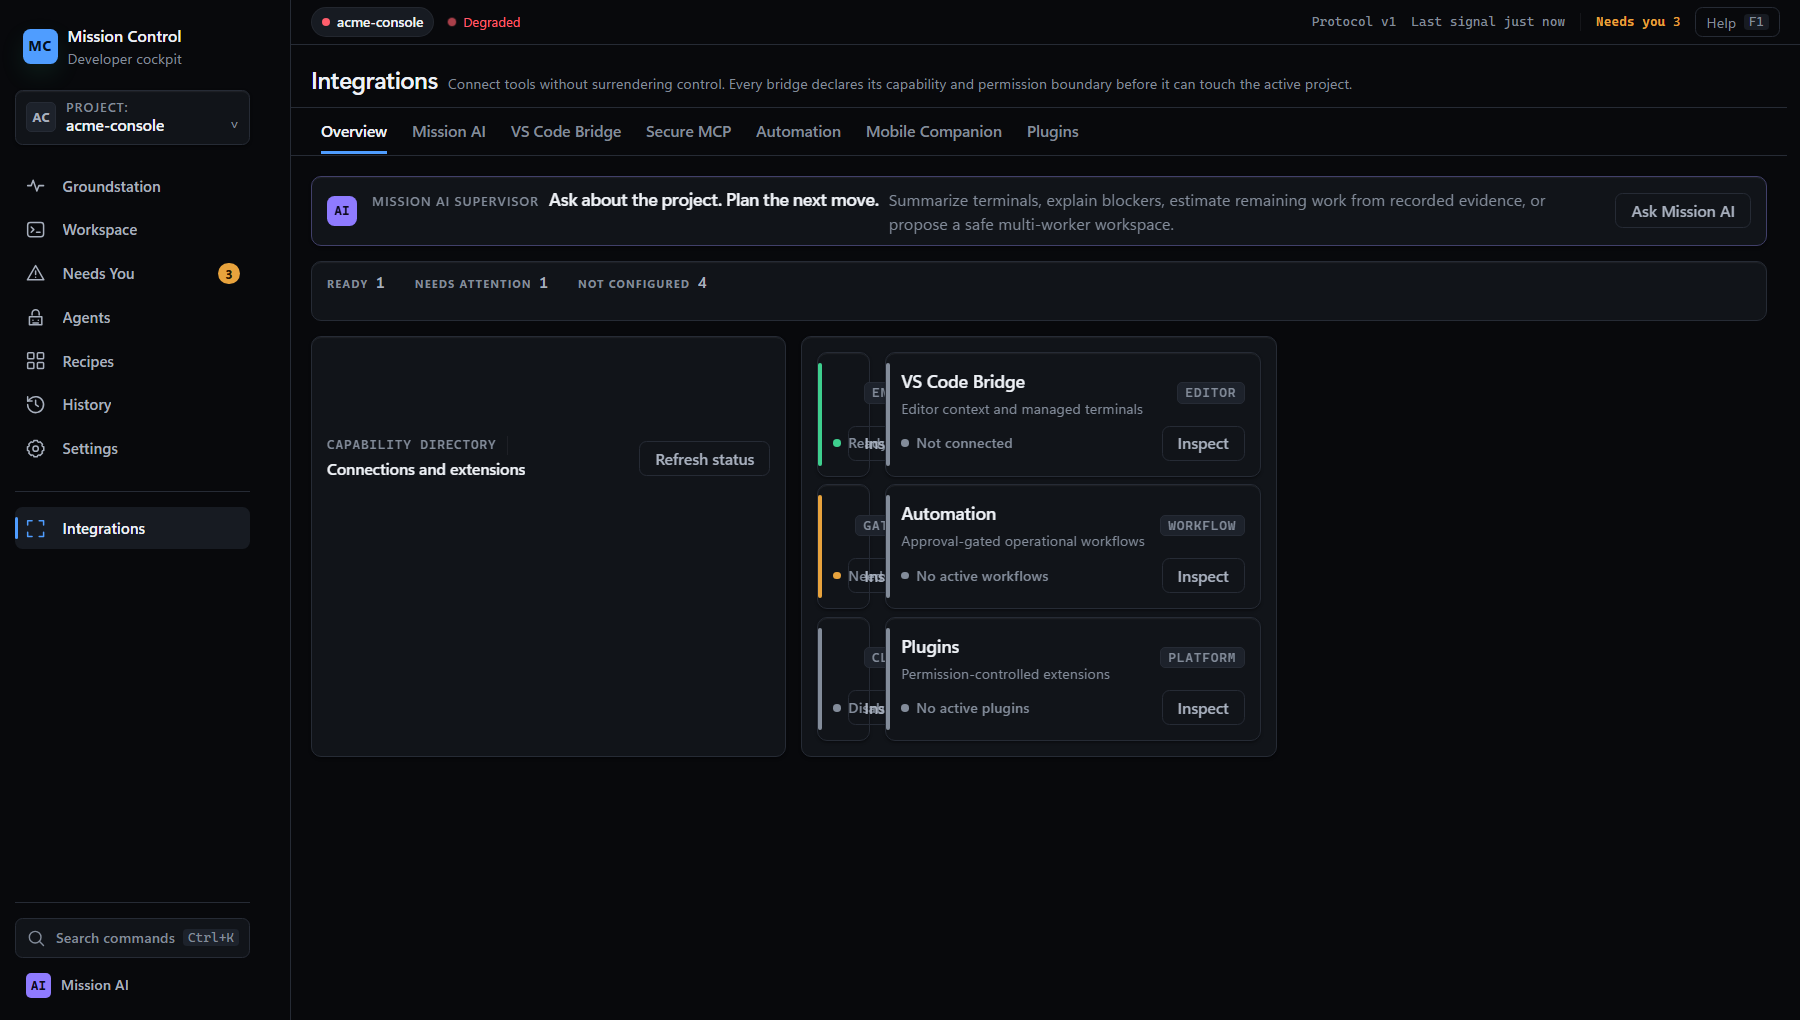 MC
Mission Control
Developer cockpit
AC
PROJECT:
acme-console
v
Groundstation
Workspace
Needs You 3
Agents
Recipes
History
Settings
Integrations
Search commands Ctrl+K
AI Mission AI
acme-console Degraded
Protocol v1 Last signal just now Needs you 3 Help F1
Integrations Connect tools without surrendering control. Every bridge declares its capability and permission boundary before it can touch the active project.
Overview Mission AI VS Code Bridge Secure MCP Automation Mobile Companion Plugins
AI MISSION AI SUPERVISOR Ask about the project. Plan the next move. Summarize terminals, explain blockers, estimate remaining work from recorded evidence, or
propose a safe multi-worker workspace.
Ask Mission AI
READY 1 NEEDS ATTENTION 1 NOT CONFIGURED 4
CAPABILITY DIRECTORY
Connections and extensions
Refresh status
VS Code Bridge
EDITOR
Editor context and managed terminals
Not connected
Inspect
Automation
WORKFLOW
Approval-gated operational workflows
No active workflows
Inspect
Plugins
PLATFORM
Permission-controlled extensions
No active plugins
Inspect